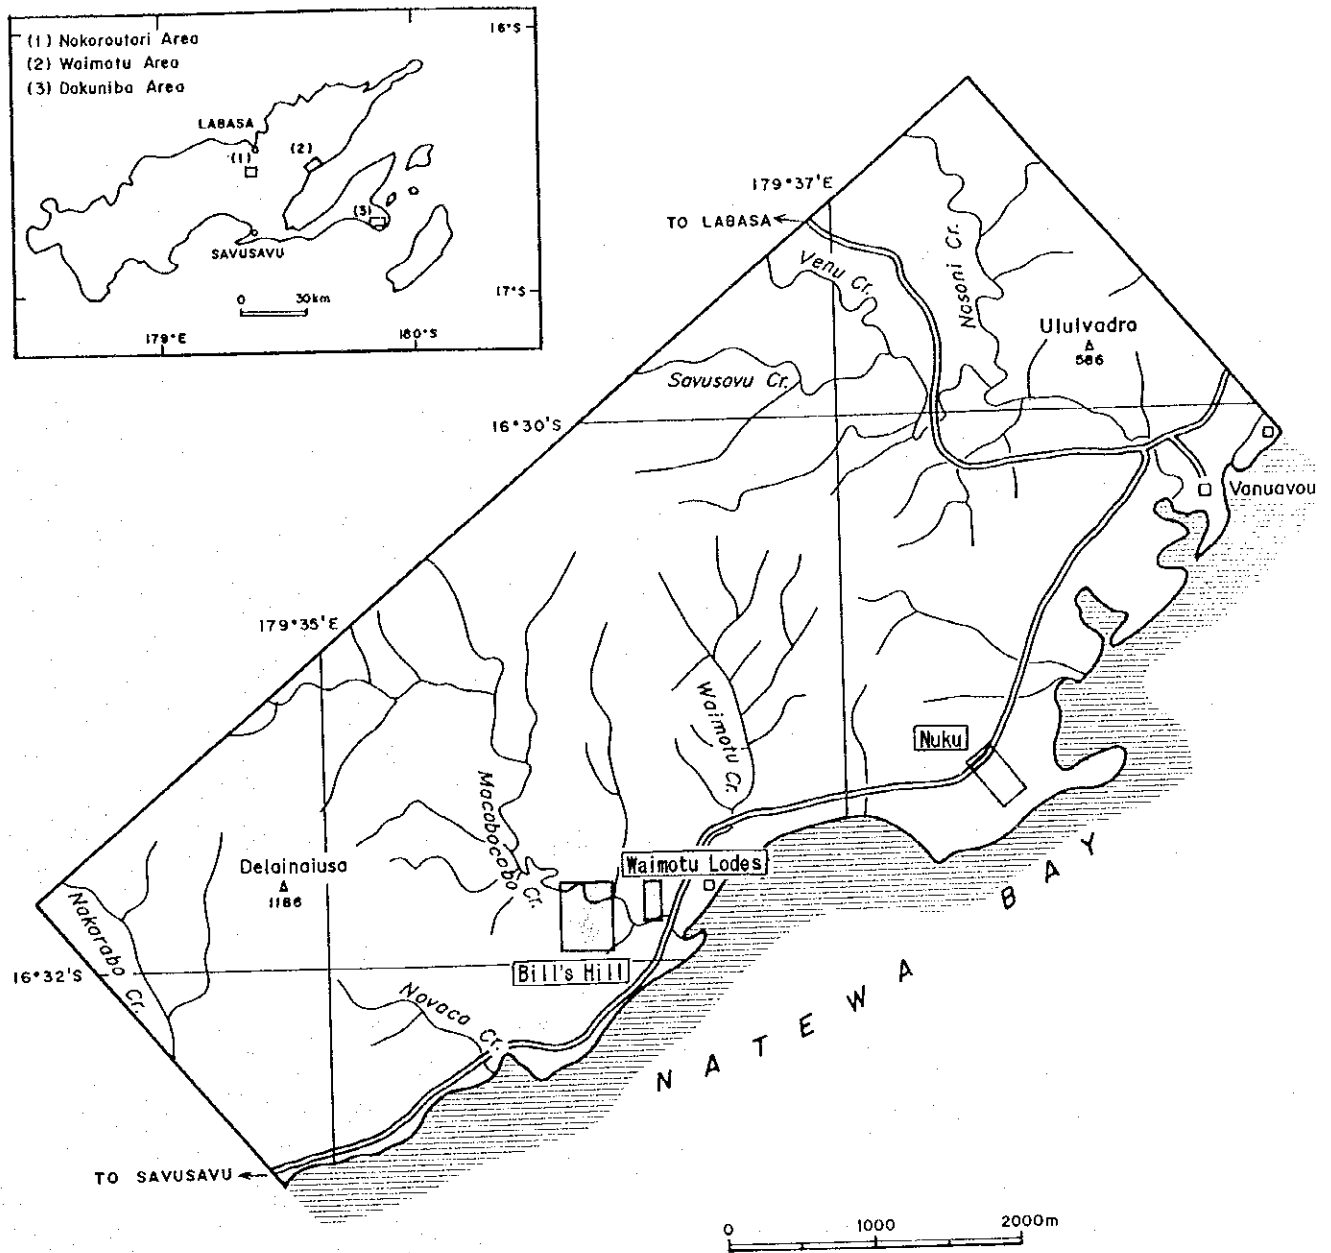 (1) Nakoroutari Area
(2) Waimotu Area
(3) Dakuniba Area
16°S
LABASA
(1)
(2)
(3)
SAVUSAVU
0 30km
17°S
179°E
180°S
179°37'E
TO LABASA
Venu Cr.
Nasoni Cr.
Ululvadro
586
Savusavu Cr.
16°30'S
Vanuavou
179°35'E
Waimotu Cr.
Nuku
Macobocobo Cr.
Delainaiusa
1186
Waimotu Lodes
Nakarabo Cr.
16°32'S
Bill's Hill
Novaca Cr.
NATEWA BAY
TO SAVUSAVU
0 1000 2000m